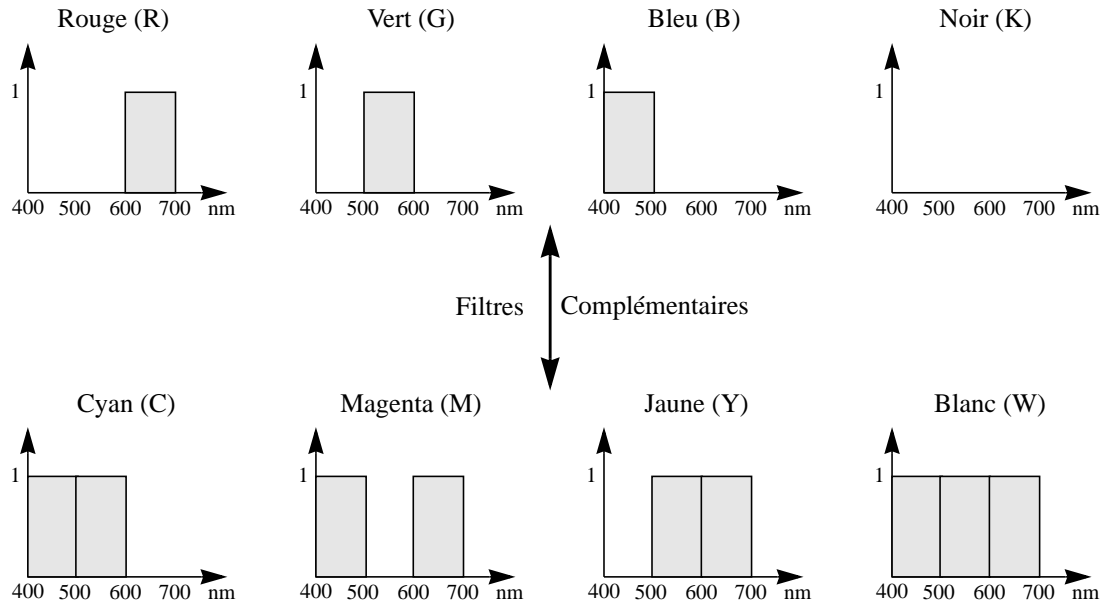 Rouge (R) Vert (G) Bleu (B) Noir (K)
1 1 1 1
400 500 600 700 nm 400 500 600 700 nm 400 500 600 700 nm 400 500 600 700 nm
Filtres Complémentaires
Cyan (C) Magenta (M) Jaune (Y) Blanc (W)
1 1 1 1
400 500 600 700 nm 400 500 600 700 nm 400 500 600 700 nm 400 500 600 700 nm